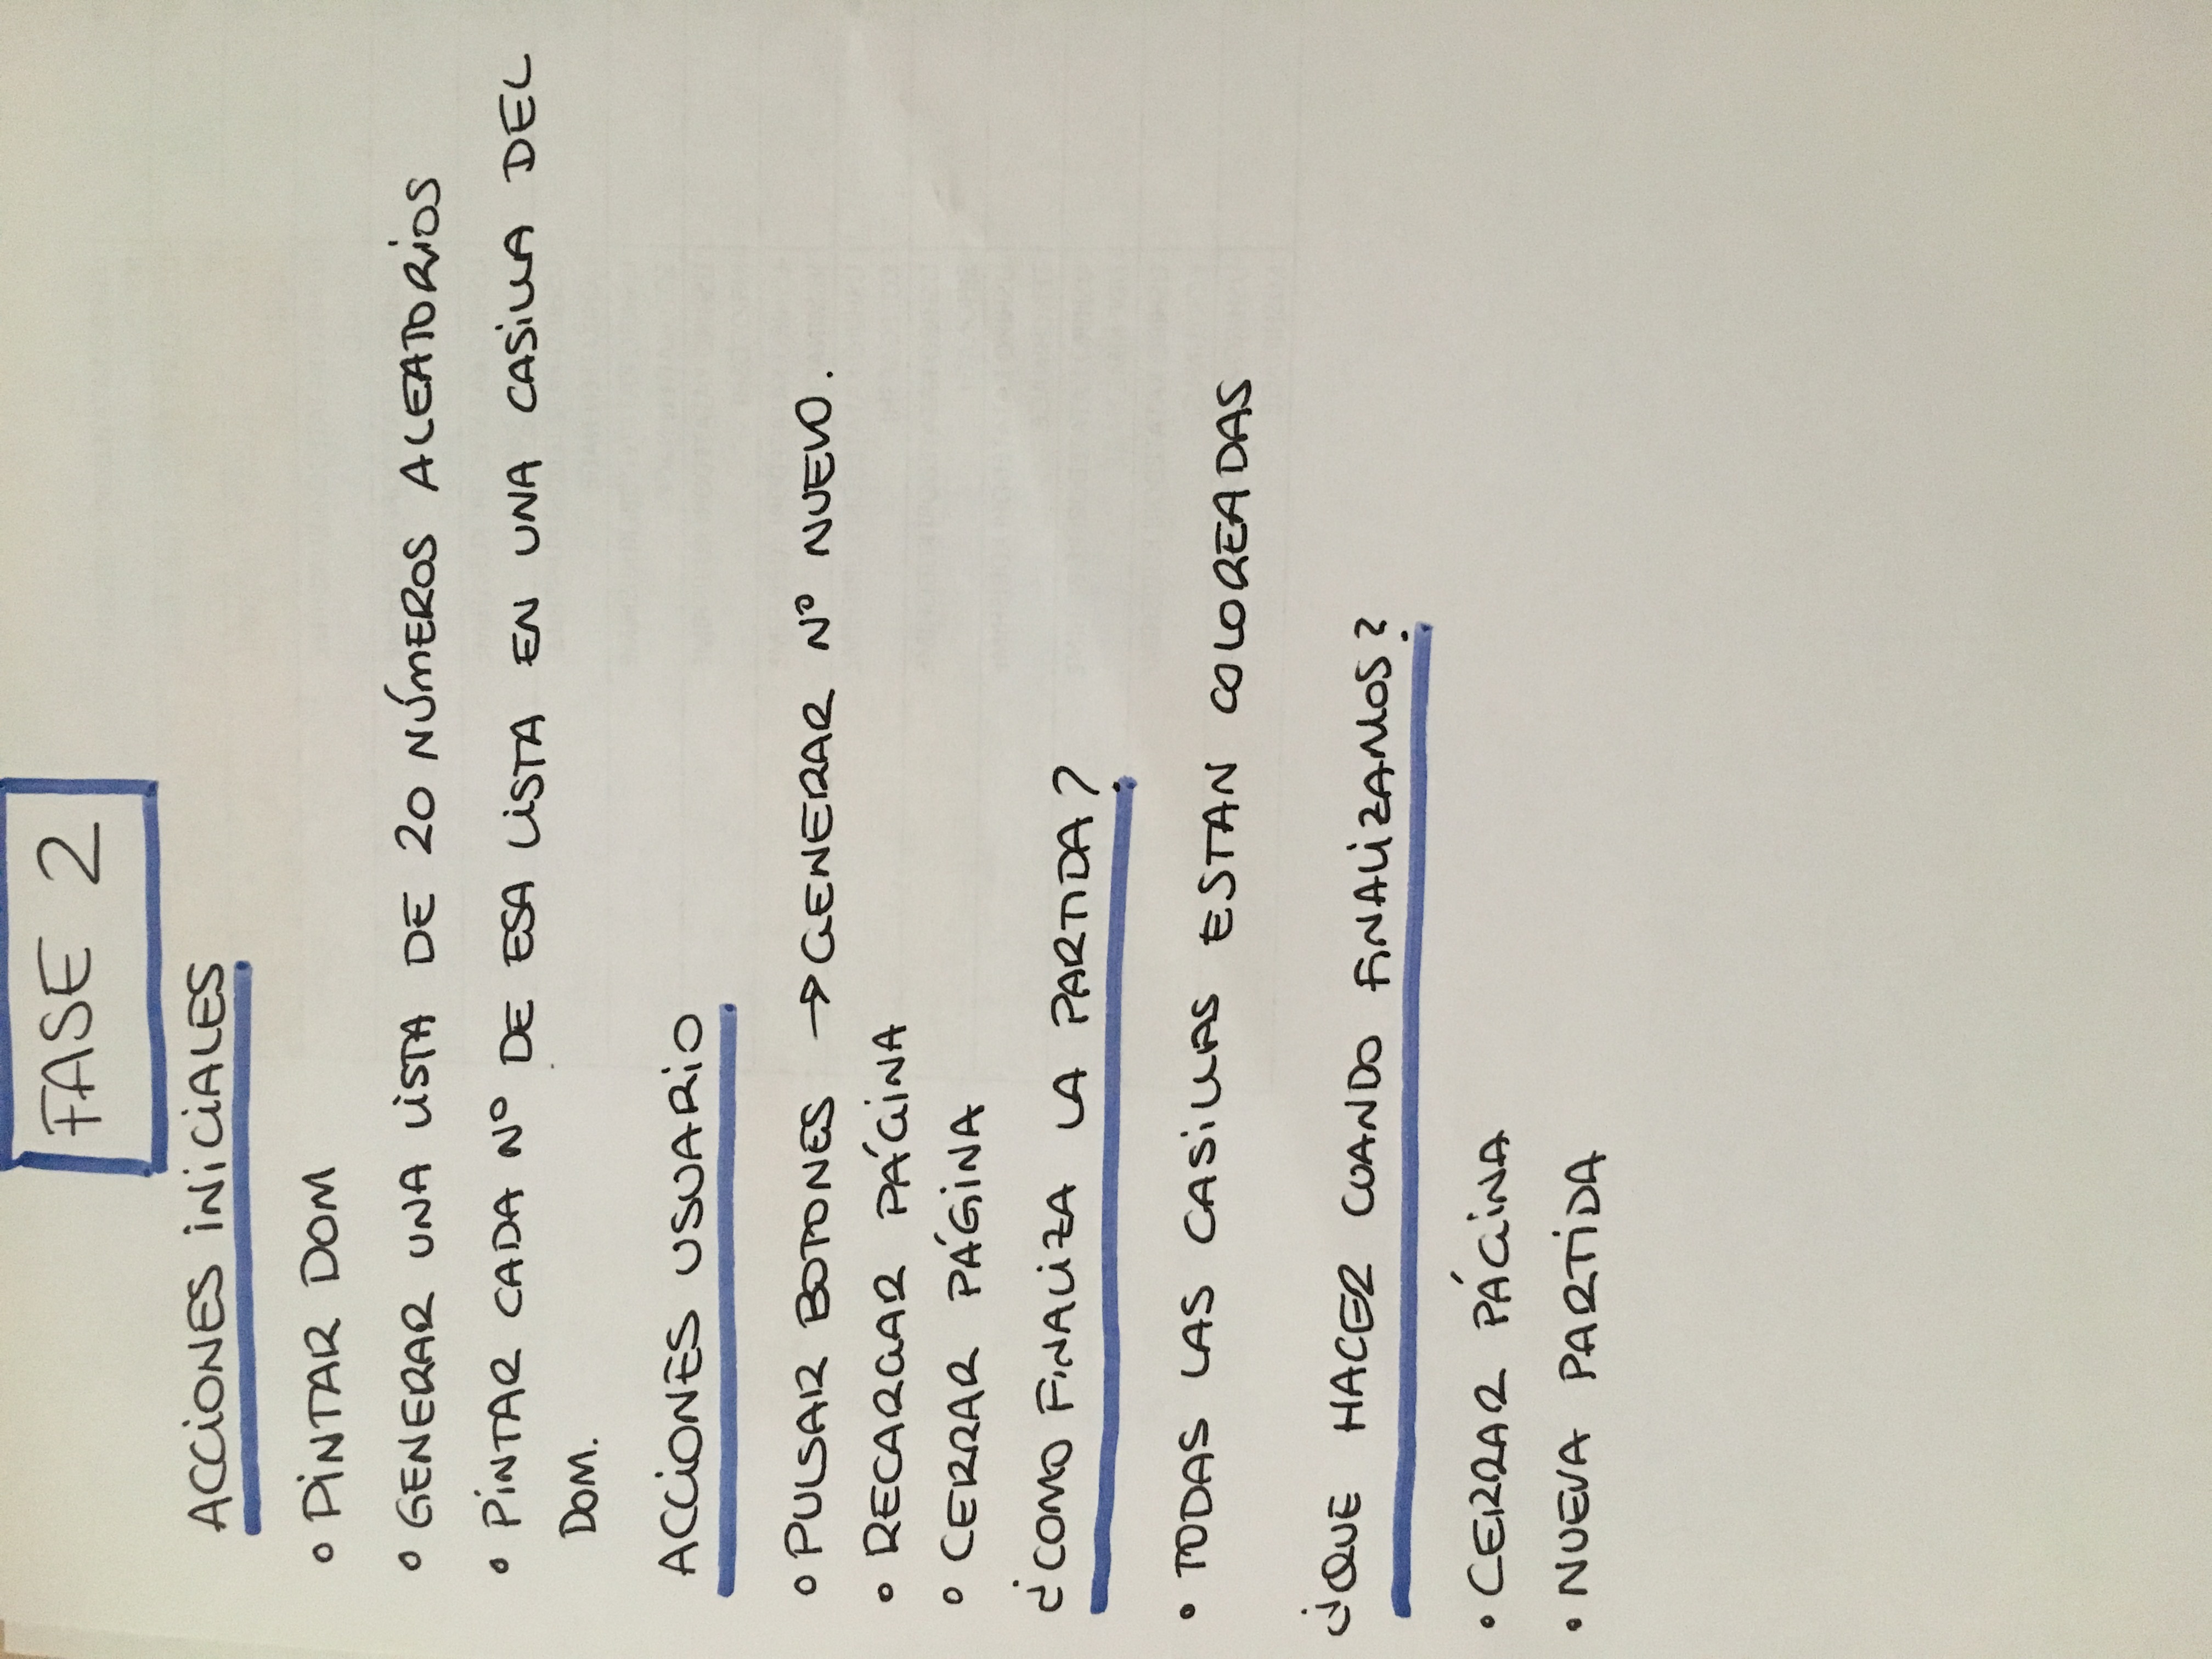 FASE 2
ACCIONES INICIALES
° PINTAR DOM
° GENERAR UNA LISTA DE 20 NÚMEROS ALEATORIOS
° PINTAR CADA Nº DE ESA LISTA EN UNA CASILLA DEL
DOM.
ACCIONES USUARIO
° PULSAR BOTONES → GENERAR Nº NUEVO.
° RECARGAR PÁGINA
° CERRAR PÁGINA
¿COMO FINALIZA LA PARTIDA?
° TODAS LAS CASILLAS ESTAN COLOREADAS
¿QUE HACER CUANDO FINALIZAMOS?
• CERRAR PÁGINA
• NUEVA PARTIDA